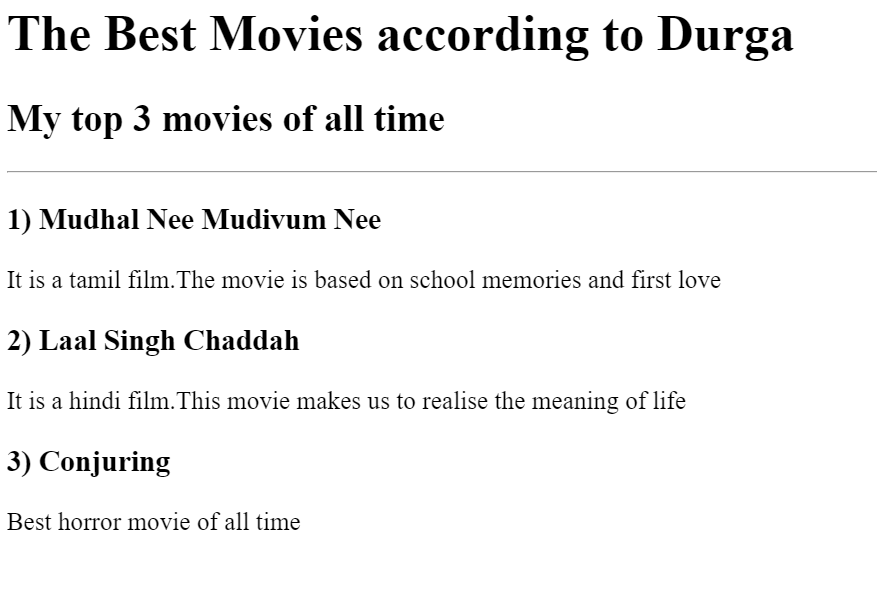 The Best Movies according to Durga
My top 3 movies of all time
1) Mudhal Nee Mudivum Nee
It is a tamil film.The movie is based on school memories and first love
2) Laal Singh Chaddah
It is a hindi film.This movie makes us to realise the meaning of life
3) Conjuring
Best horror movie of all time